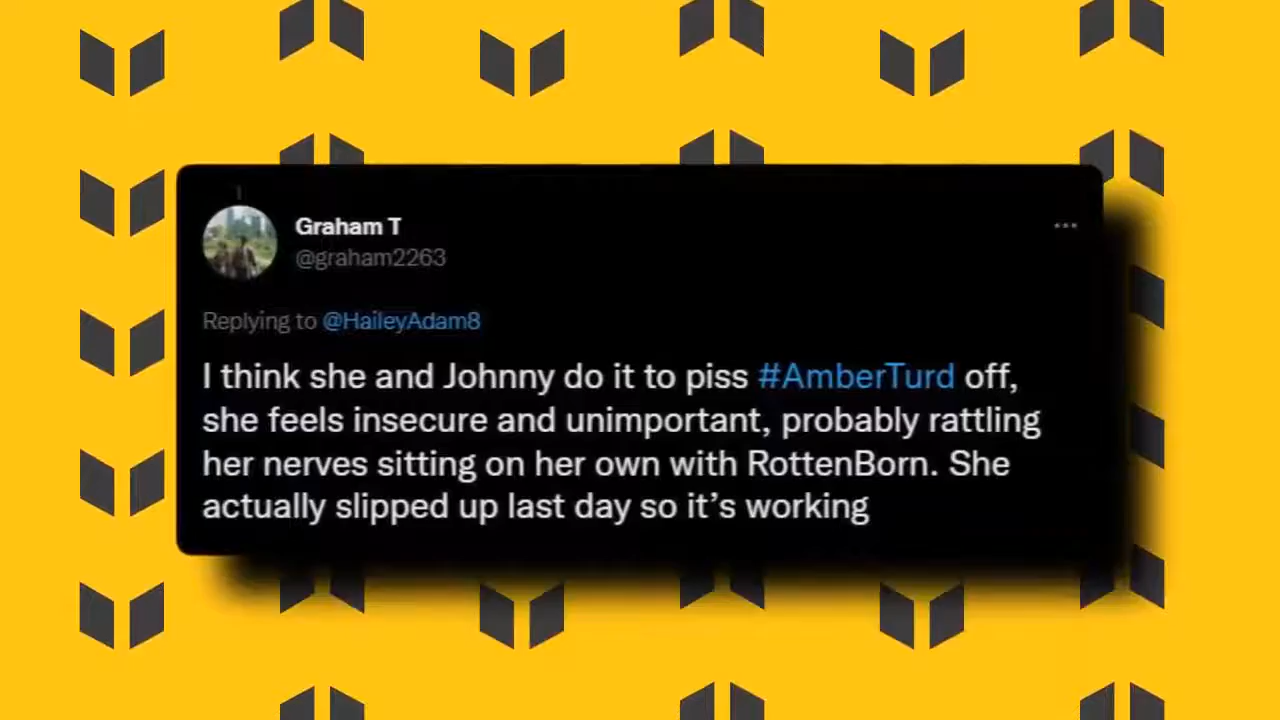 Graham T
@graham2263
Replying to @HaileyAdam8
I think she and Johnny do it to piss #AmberTurd off,
she feels insecure and unimportant, probably rattling
her nerves sitting on her own with RottenBorn. She
actually slipped up last day so it’s working